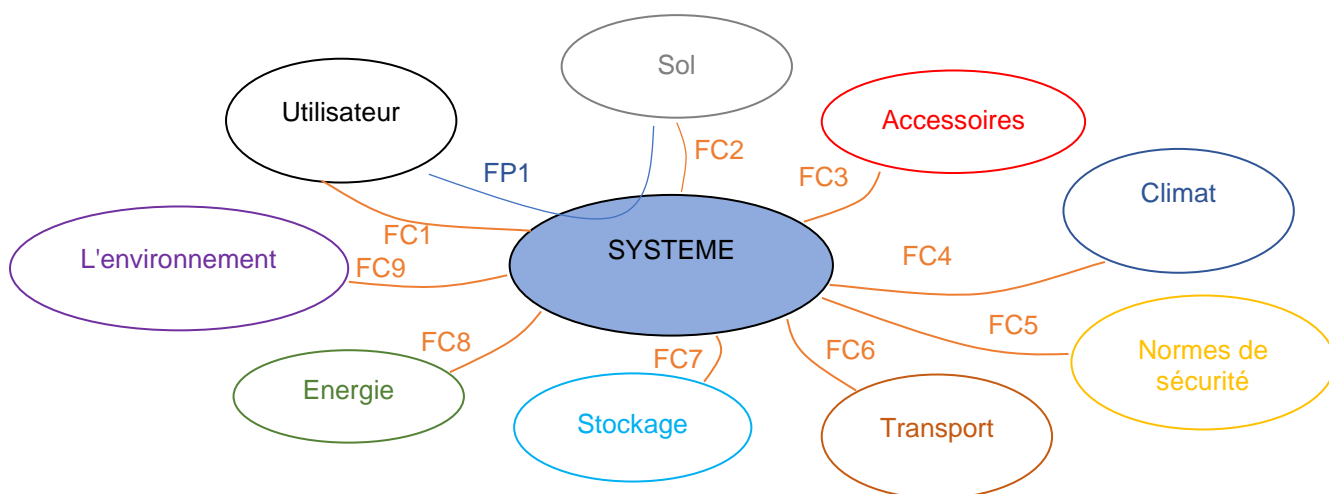 Sol
Utilisateur
Accessoires
FC2
FP1
FC3
Climat
FC1
SYSTEME
L'environnement
FC9
FC4
FC5
FC8
FC7
FC6
Normes de
sécurité
Energie
Stockage
Transport